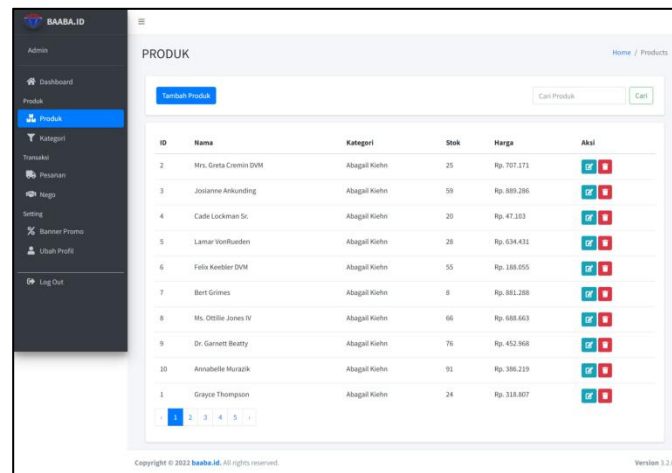 BAABA.ID
Admin
Dashboard
Produk
Produk
Kategori
Transaksi
Pesanan
Nego
Setting
Banner Promo
Ubah Profil
Log Out
PRODUK
Home / Products
Tambah Produk
Cari Produk
Cari
ID Nama Kategori Stok Harga Aksi
2 Mrs. Greta Cremin DVM Abagail Kiehn 25 Rp. 707.171
3 Josianne Ankunding Abagail Kiehn 59 Rp. 889.286
4 Cade Lockman Sr. Abagail Kiehn 20 Rp. 47.103
5 Lamar VonRueden Abagail Kiehn 28 Rp. 634.431
6 Felix Keebler DVM Abagail Kiehn 55 Rp. 188.055
7 Bert Grimes Abagail Kiehn 8 Rp. 881.288
8 Ms. Ottilie Jones IV Abagail Kiehn 66 Rp. 688.663
9 Dr. Garnett Beatty Abagail Kiehn 76 Rp. 452.968
10 Annabelle Murazik Abagail Kiehn 91 Rp. 386.219
1 Grayce Thompson Abagail Kiehn 24 Rp. 318.807
‹ 1 2 3 4 5 ›
Copyright © 2022 baaba.id. All rights reserved.
Version